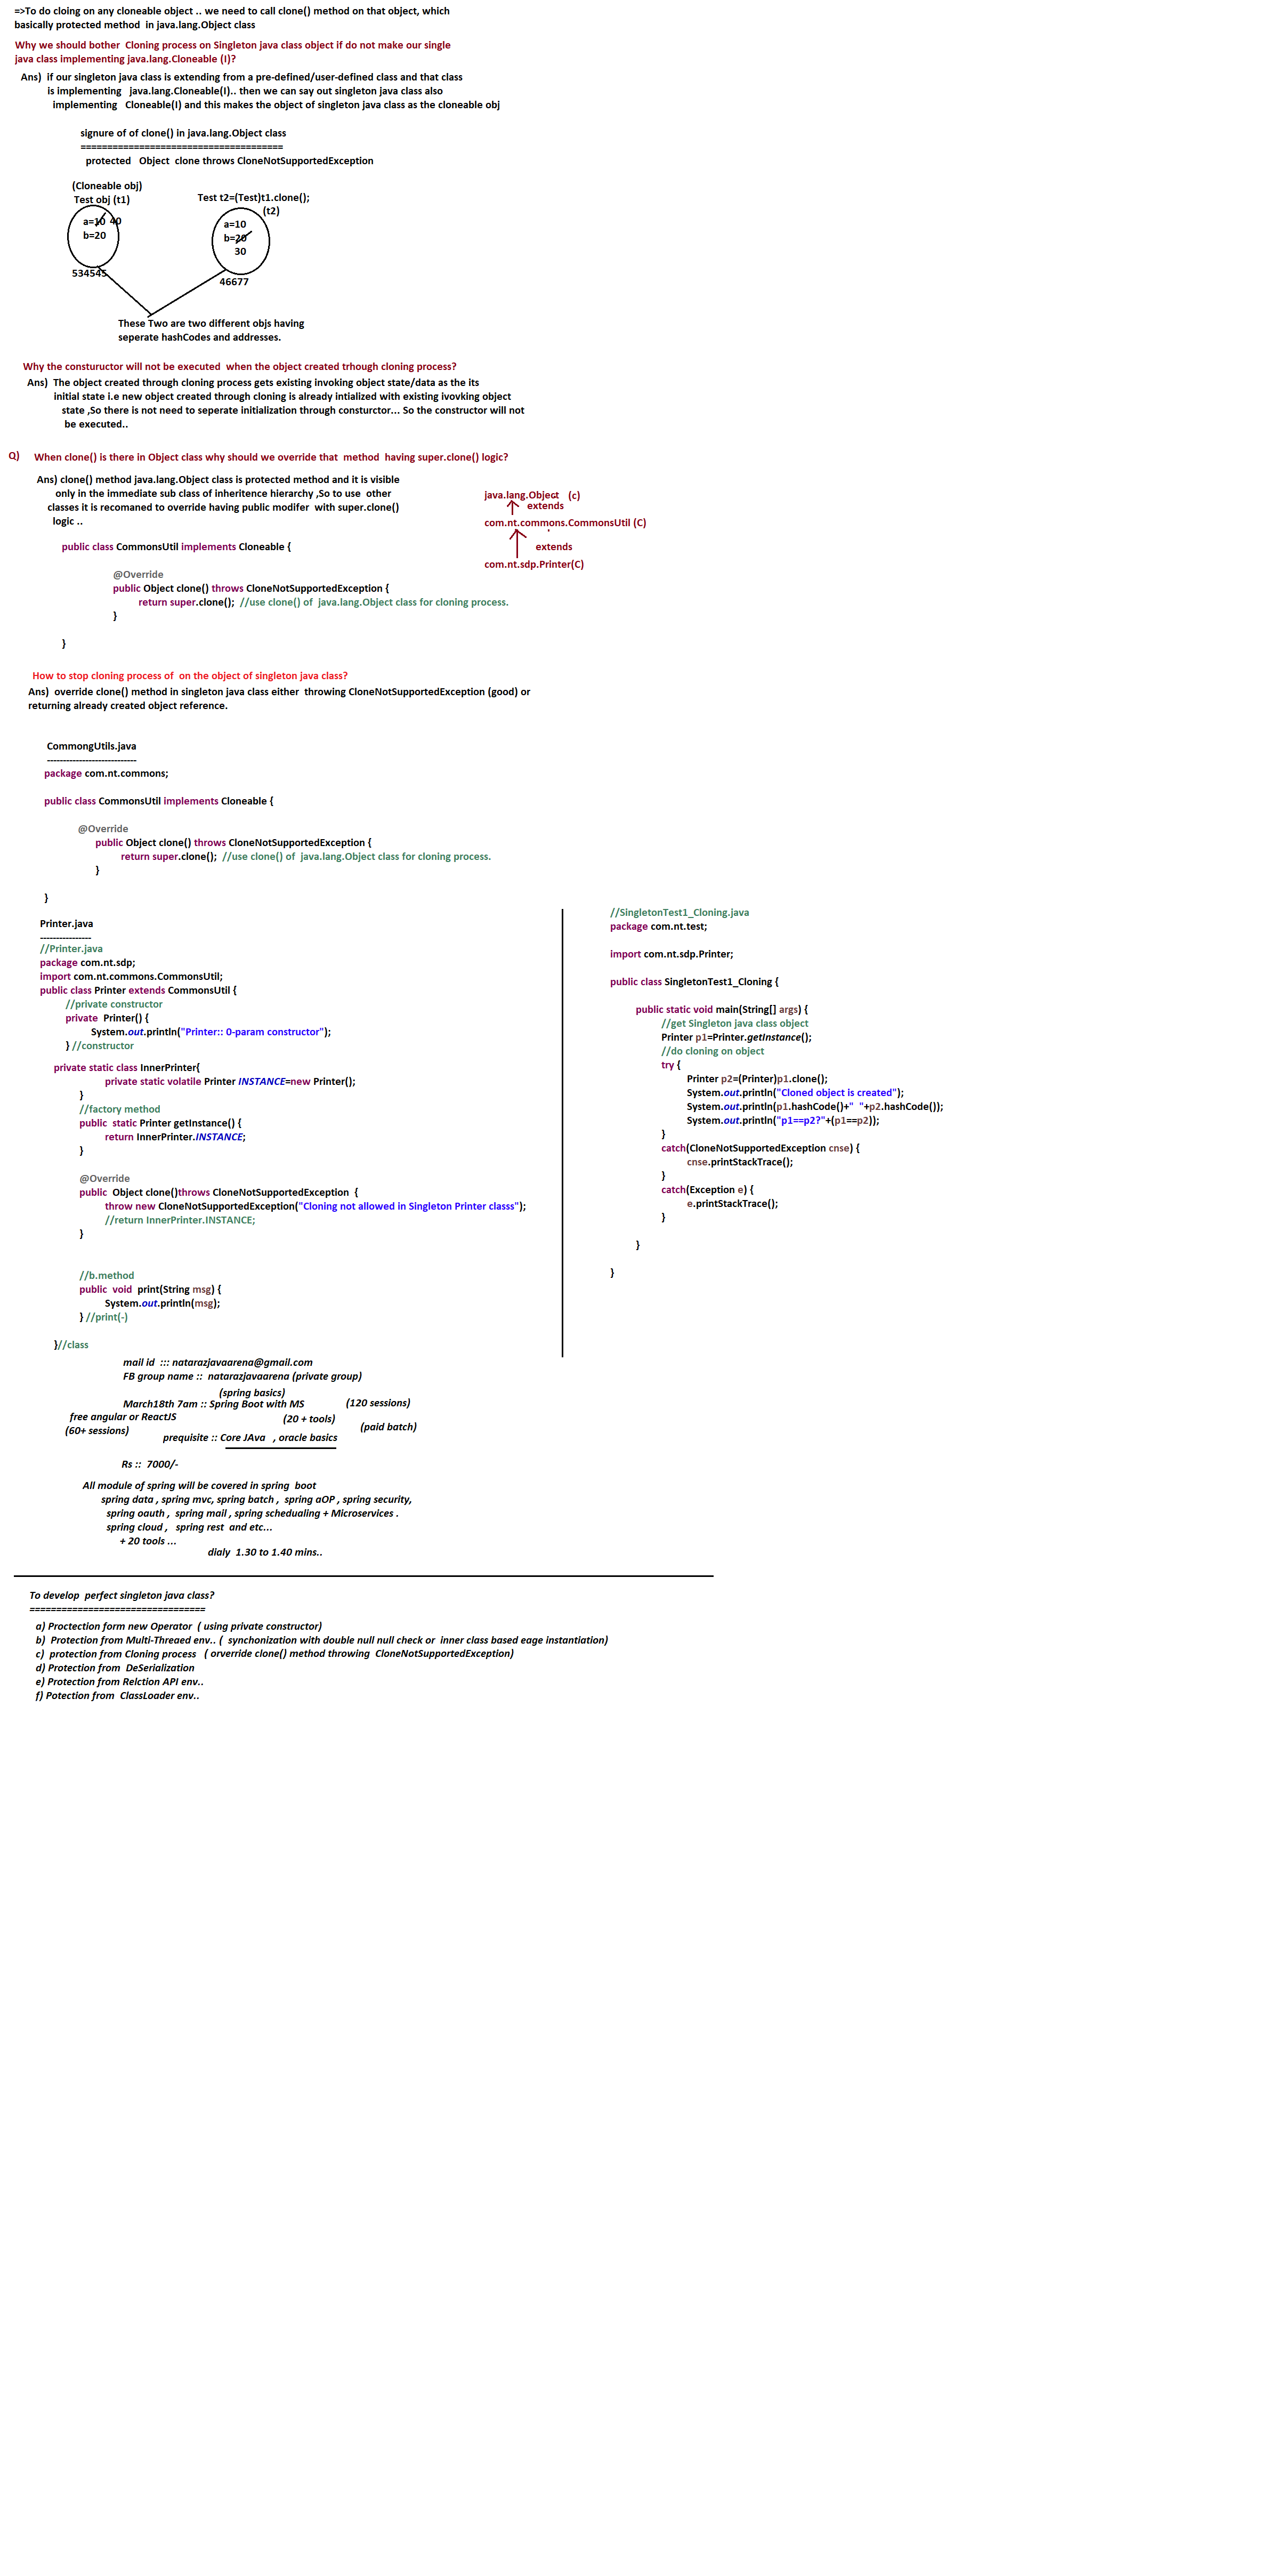 =>To do cloing on any cloneable object .. we need to call clone() method on that object, which
basically protected method  in java.lang.Object class
Why we should bother  Cloning process on Singleton java class object if do not make our single
java class implementing java.lang.Cloneable (I)?
Ans)  if our singleton java class is extending from a pre-defined/user-defined class and that class
is implementing   java.lang.Cloneable(I).. then we can say out singleton java class also
implementing   Cloneable(I) and this makes the object of singleton java class as the cloneable obj
signure of of clone() in java.lang.Object class
======================================
protected   Object  clone throws CloneNotSupportedException
(Cloneable obj)
Test obj (t1)
Test t2=(Test)t1.clone();
(t2)
a=10  40
b=20
a=10
b=20
30
534545
46677
These Two are two different objs having
seperate hashCodes and addresses.
Why the constuructor will not be executed  when the object created trhough cloning process?
Ans)  The object created through cloning process gets existing invoking object state/data as the its
initial state i.e new object created through cloning is already intialized with existing ivovking object
state ,So there is not need to seperate initialization through consturctor... So the constructor will not
be executed..
Q)  When clone() is there in Object class why should we override that  method  having super.clone() logic?
Ans) clone() method java.lang.Object class is protected method and it is visible
only in the immediate sub class of inheritence hierarchy ,So to use  other
classes it is recomaned to override having public modifer  with super.clone()
logic ..
java.lang.Object   (c)
extends
com.nt.commons.CommonsUtil (C)
extends
com.nt.sdp.Printer(C)
public class CommonsUtil implements Cloneable {
@Override
public Object clone() throws CloneNotSupportedException {
return super.clone();  //use clone() of  java.lang.Object class for cloning process.
}
}
How to stop cloning process of  on the object of singleton java class?
Ans)  override clone() method in singleton java class either  throwing CloneNotSupportedException (good) or
returning already created object reference.
CommongUtils.java
---------------------------
package com.nt.commons;
public class CommonsUtil implements Cloneable {
@Override
public Object clone() throws CloneNotSupportedException {
return super.clone();  //use clone() of  java.lang.Object class for cloning process.
}
}
Printer.java
----------------
//Printer.java
package com.nt.sdp;
import com.nt.commons.CommonsUtil;
public class Printer extends CommonsUtil {
//private constructor
private  Printer() {
System.out.println("Printer:: 0-param constructor");
} //constructor
private static class InnerPrinter{
private static volatile Printer INSTANCE=new Printer();
}
//factory method
public  static Printer getInstance() {
return InnerPrinter.INSTANCE;
}
@Override
public  Object clone()throws CloneNotSupportedException  {
throw new CloneNotSupportedException("Cloning not allowed in Singleton Printer classs");
//return InnerPrinter.INSTANCE;
}
//b.method
public  void  print(String msg) {
System.out.println(msg);
} //print(-)
}//class
//SingletonTest1_Cloning.java
package com.nt.test;
import com.nt.sdp.Printer;
public class SingletonTest1_Cloning {
public static void main(String[] args) {
//get Singleton java class object
Printer p1=Printer.getInstance();
//do cloning on object
try {
Printer p2=(Printer)p1.clone();
System.out.println("Cloned object is created");
System.out.println(p1.hashCode()+"  "+p2.hashCode());
System.out.println("p1==p2?"+(p1==p2));
}
catch(CloneNotSupportedException cnse) {
cnse.printStackTrace();
}
catch(Exception e) {
e.printStackTrace();
}
}
}
mail id  ::: natarazjavaarena@gmail.com
FB group name ::  natarazjavaarena (private group)
(spring basics)
March18th 7am :: Spring Boot with MS  (120 sessions)
free angular or ReactJS  (20 + tools)
(60+ sessions)  (paid batch)
prequisite :: Core JAva   , oracle basics
Rs ::  7000/-
All module of spring will be covered in spring  boot
spring data , spring mvc, spring batch ,  spring aOP , spring security,
spring oauth ,  spring mail , spring schedualing + Microservices .
spring cloud ,   spring rest  and etc...
+ 20 tools ...
dialy  1.30 to 1.40 mins..
To develop  perfect singleton java class?
=================================
a) Proctection form new Operator  ( using private constructor)
b)  Protection from Multi-Threaed env.. (  synchonization with double null null check or  inner class based eage instantiation)
c)  protection from Cloning process   ( orverride clone() method throwing  CloneNotSupportedException)
d) Protection from  DeSerialization
e) Protection from Relction API env..
f) Potection from  ClassLoader env..